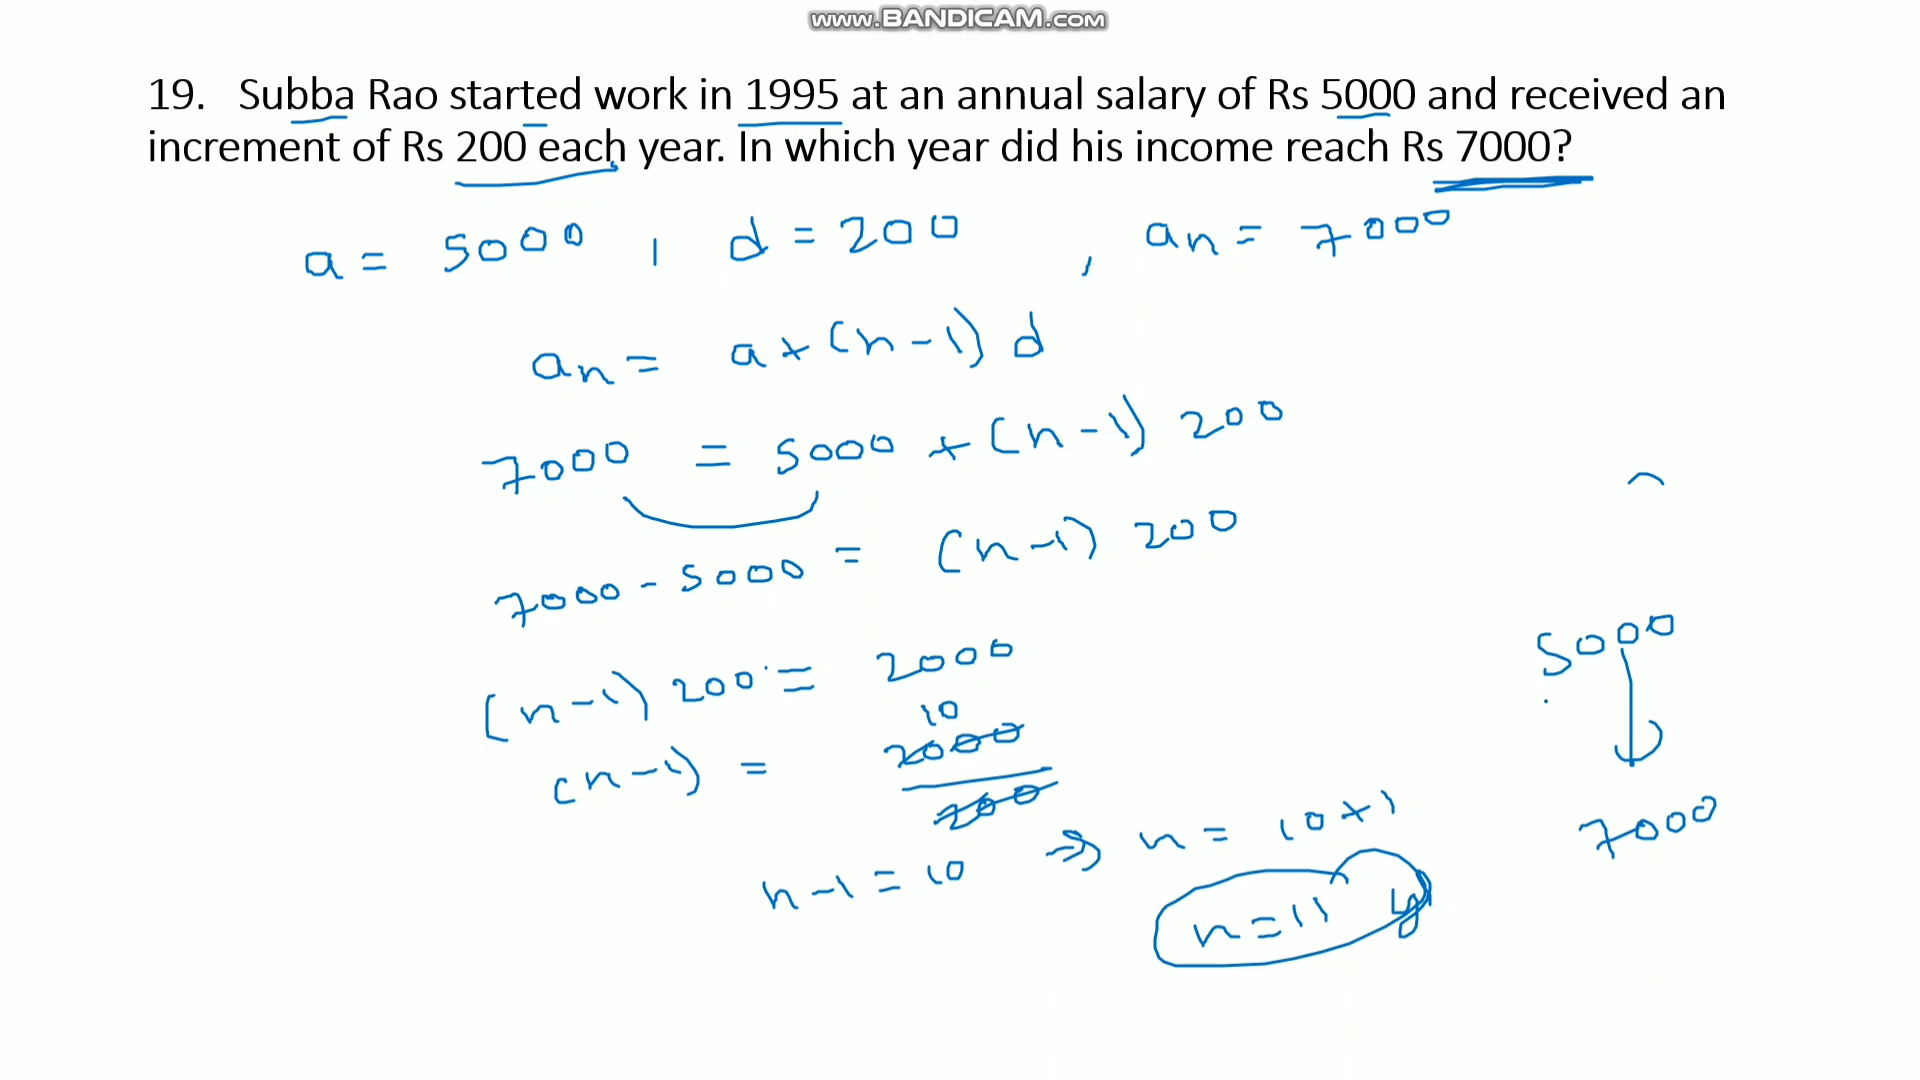 www.BANDICAM.com
19. Subba Rao started work in 1995 at an annual salary of Rs 5000 and received an
increment of Rs 200 each year. In which year did his income reach Rs 7000?
a = 5000 , d = 200 , an = 7000
an = a + (n - 1) d
7000 = 5000 + (n - 1) 200
7000 - 5000 = (n - 1) 200
(n - 1) 200 = 2000
10
(n - 1) = 2000
200
n - 1 = 10 ⇒ n = 10 + 1
n = 11 y
5000
7000